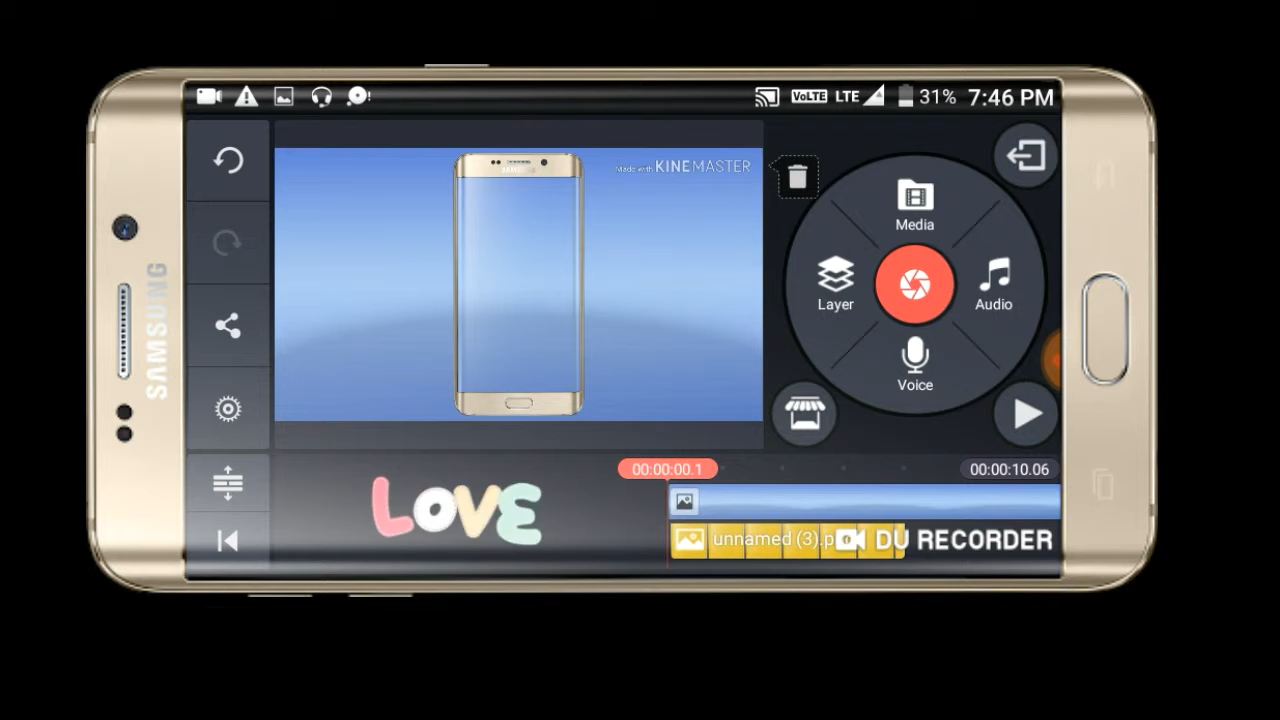 VoLTE LTE 31% 7:46 PM
SAMSUNG
SAMSUNG
Made with KINEMASTER
Media
Layer
Audio
Voice
00:00:00.1
00:00:10.06
LOVE
unnamed (3).p
DU RECORDER